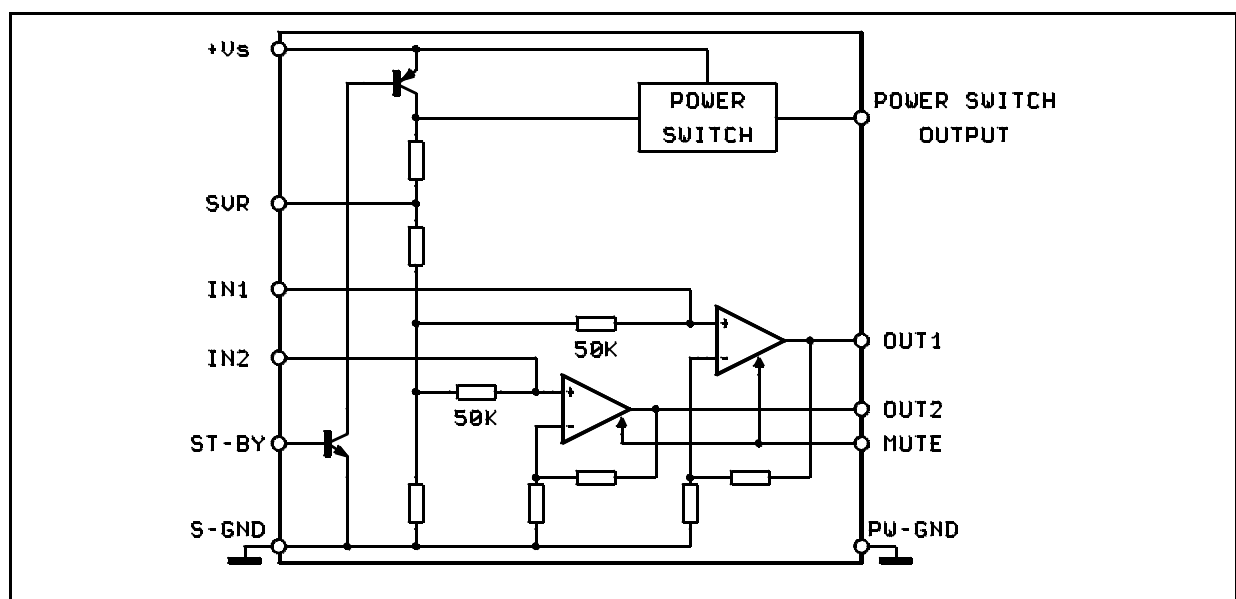 +Vs
POWER
SWITCH
POWER SWITCH
OUTPUT
SVR
IN1
+
-
50K
OUT1
IN2
+
-
50K
OUT2
ST-BY
MUTE
S-GND
PW-GND